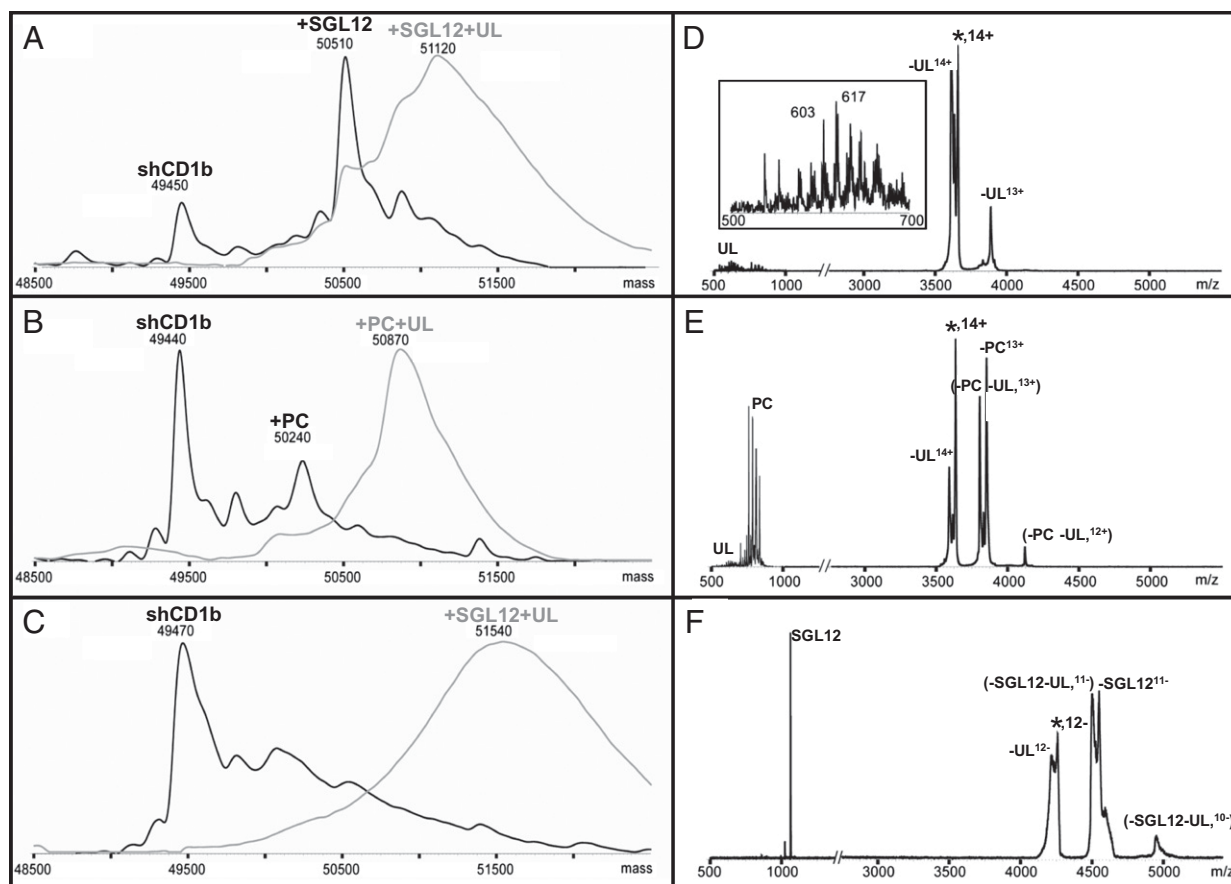 A
+SGL12
50510
+SGL12+UL
51120
shCD1b
49450
48500
49500
50500
51500
mass
B
shCD1b
49440
+PC
50240
+PC+UL
50870
48500
49500
50500
51500
mass
C
shCD1b
49470
+SGL12+UL
51540
48500
49500
50500
51500
mass
D
-UL14+
*,14+
-UL13+
603
617
500
700
UL
500
1000
3000
3500
4000
4500
5000
m/z
E
*,14+
-PC13+
(-PC -UL,13+)
PC
-UL14+
UL
(-PC -UL,12+)
500
1000
3000
3500
4000
4500
5000
m/z
F
SGL12
(-SGL12-UL,11-) -SGL1211-
*,12-
-UL12-
(-SGL12-UL,10-)
500
1000
3000
3500
4000
4500
5000
m/z